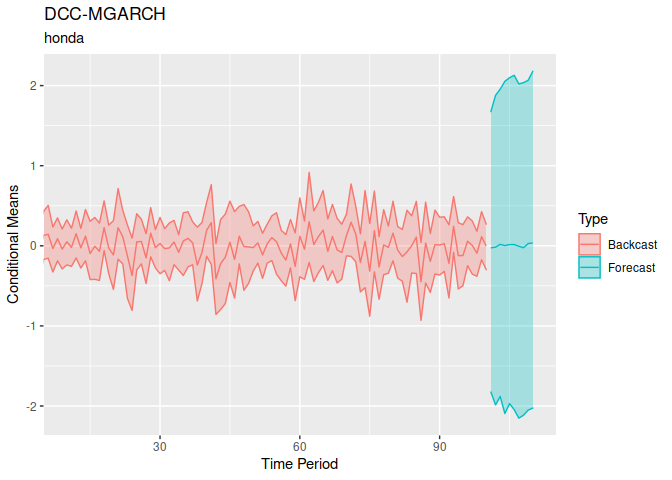 DCC-MGARCH
honda
Conditional Means
2
1
0
-1
-2
30
60
90
Time Period
Type
Backcast
Forecast